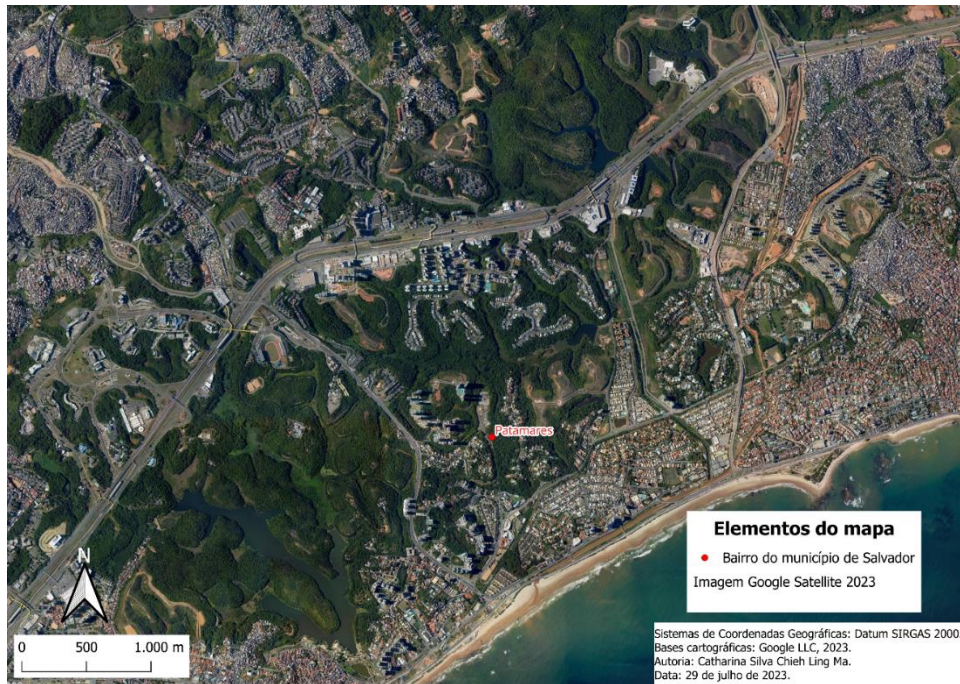 Patamares
Elementos do mapa
Bairro do município de Salvador
Imagem Google Satellite 2023
N
0 500 1.000 m
Sistemas de Coordenadas Geográficas: Datum SIRGAS 2000.
Bases cartográficas: Google LLC, 2023.
Autoria: Catharina Silva Chieh Ling Ma.
Data: 29 de julho de 2023.